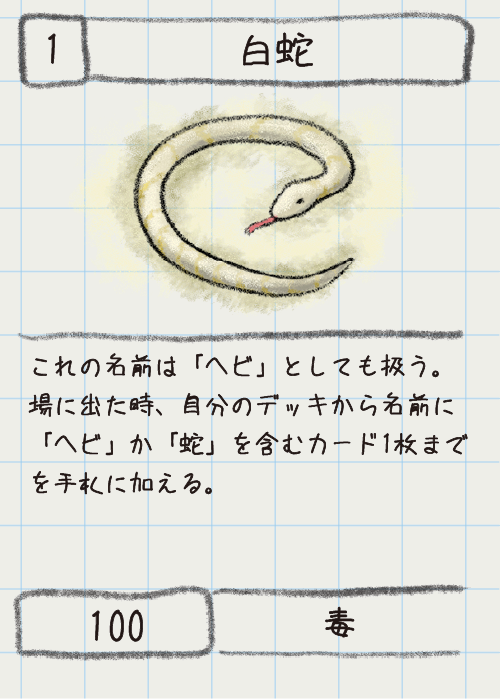 1
白蛇
これの名前は「ヘビ」としても扱う。
場に出た時、自分のデッキから名前に
「ヘビ」か「蛇」を含むカード1枚まで
を手札に加える。
100
毒